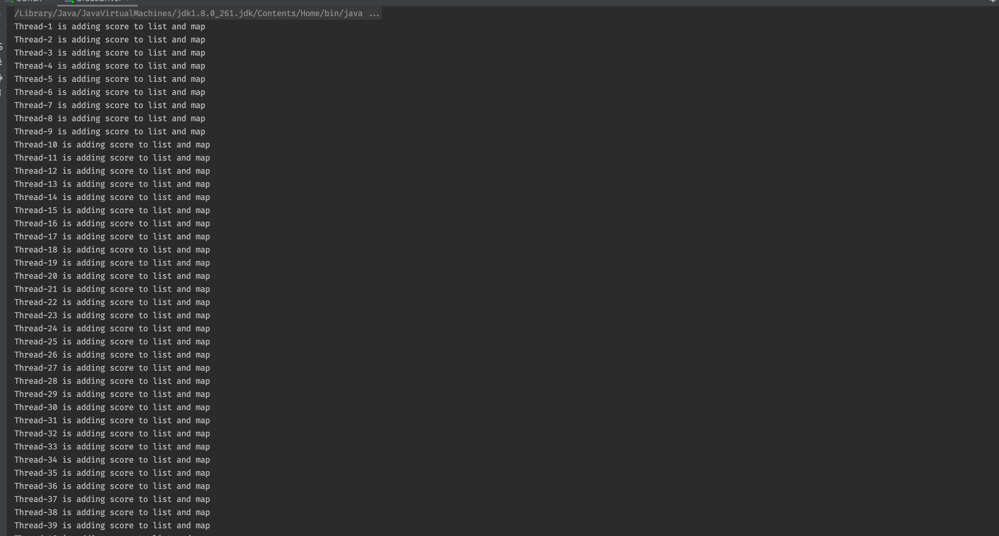 /Library/Java/JavaVirtualMachines/jdk1.8.0_261.jdk/Contents/Home/bin/java ...
Thread-1 is adding score to list and map
Thread-2 is adding score to list and map
Thread-3 is adding score to list and map
Thread-4 is adding score to list and map
Thread-5 is adding score to list and map
Thread-6 is adding score to list and map
Thread-7 is adding score to list and map
Thread-8 is adding score to list and map
Thread-9 is adding score to list and map
Thread-10 is adding score to list and map
Thread-11 is adding score to list and map
Thread-12 is adding score to list and map
Thread-13 is adding score to list and map
Thread-14 is adding score to list and map
Thread-15 is adding score to list and map
Thread-16 is adding score to list and map
Thread-17 is adding score to list and map
Thread-18 is adding score to list and map
Thread-19 is adding score to list and map
Thread-20 is adding score to list and map
Thread-21 is adding score to list and map
Thread-22 is adding score to list and map
Thread-23 is adding score to list and map
Thread-24 is adding score to list and map
Thread-25 is adding score to list and map
Thread-26 is adding score to list and map
Thread-27 is adding score to list and map
Thread-28 is adding score to list and map
Thread-29 is adding score to list and map
Thread-30 is adding score to list and map
Thread-31 is adding score to list and map
Thread-32 is adding score to list and map
Thread-33 is adding score to list and map
Thread-34 is adding score to list and map
Thread-35 is adding score to list and map
Thread-36 is adding score to list and map
Thread-37 is adding score to list and map
Thread-38 is adding score to list and map
Thread-39 is adding score to list and map